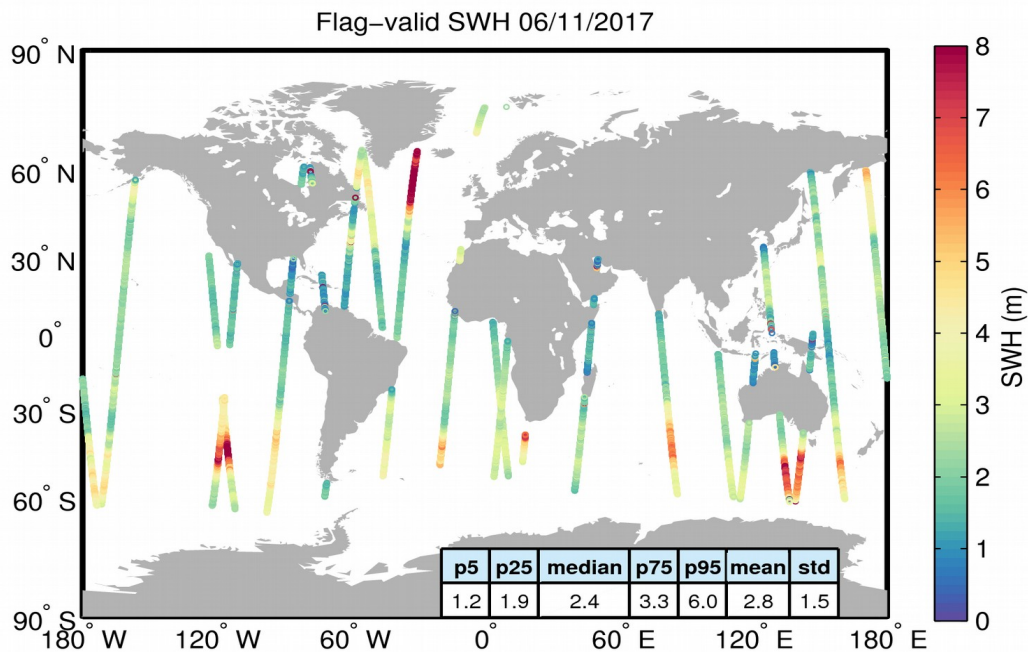 Flag−valid SWH 06/11/2017
90° N
60° N
30° N
0°
30° S
60° S
90° S
180° W
120° W
60° W
0°
60° E
120° E
180° E
8
7
6
5
4
3
2
1
0
SWH (m)
p5 p25 median p75 p95 mean std
1.2 1.9 2.4 3.3 6.0 2.8 1.5